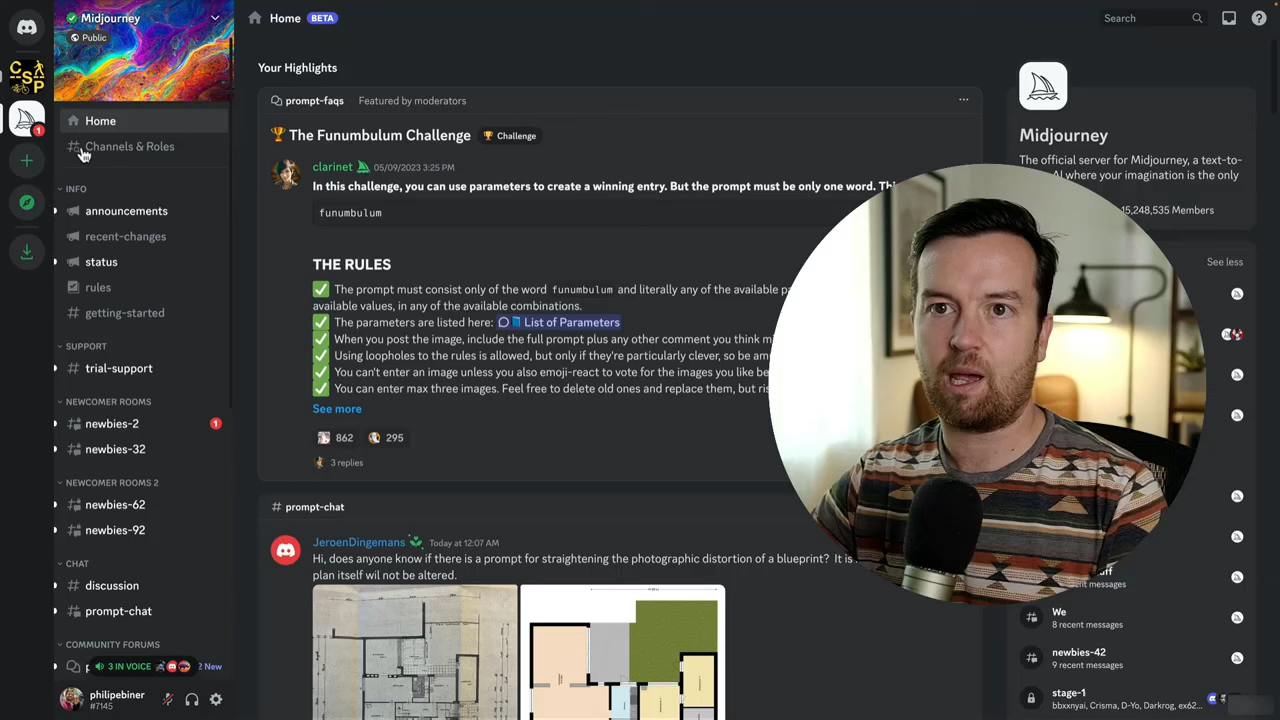 Midjourney
Public
Home
Channels & Roles
INFO
announcements
recent-changes
status
rules
getting-started
SUPPORT
trial-support
NEWCOMER ROOMS
newbies-2
1
newbies-32
NEWCOMER ROOMS 2
newbies-62
newbies-92
CHAT
discussion
prompt-chat
COMMUNITY FORUMS
3 IN VOICE
2 New
philipebiner
#7145
CSP
1
Home BETA
Search
Your Highlights
prompt-faqs Featured by moderators
The Funumbulum Challenge Challenge
clarinet 05/09/2023 3:25 PM
In this challenge, you can use parameters to create a winning entry. But the prompt must be only one word.
funumbulum
THE RULES
The prompt must consist only of the word funumbulum and literally any of the available
available values, in any of the available combinations.
The parameters are listed here: List of Parameters
When you post the image, include the full prompt plus any other comment you think
Using loopholes to the rules is allowed, but only if they're particularly clever, so be
You can't enter an image unless you also emoji-react to vote for the images you like
You can enter max three images. Feel free to delete old ones and replace them, but
See more
862 295
3 replies
prompt-chat
JeroenDingemans Today at 12:07 AM
Hi, does anyone know if there is a prompt for straightening the photographic distortion of a blueprint? It is
plan itself wil not be altered.
Midjourney
The official server for Midjourney, a text-to-
AI where your imagination is the only
15,248,535 Members
See less
recent messages
We
8 recent messages
newbies-42
9 recent messages
stage-1
bbxxnyai, Crisma, D-Yo, Darkrog, ex62...